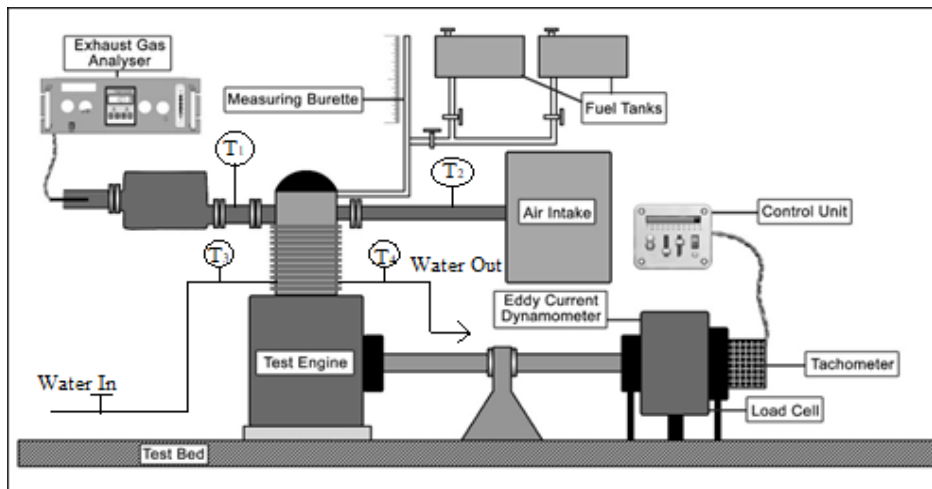 Exhaust Gas
Analyser
Measuring Burette
Fuel Tanks
T1
T2
Air Intake
Control Unit
T3
T4
Water Out
Eddy Current
Dynamometer
Test Engine
Tachometer
Water In
Load Cell
Test Bed